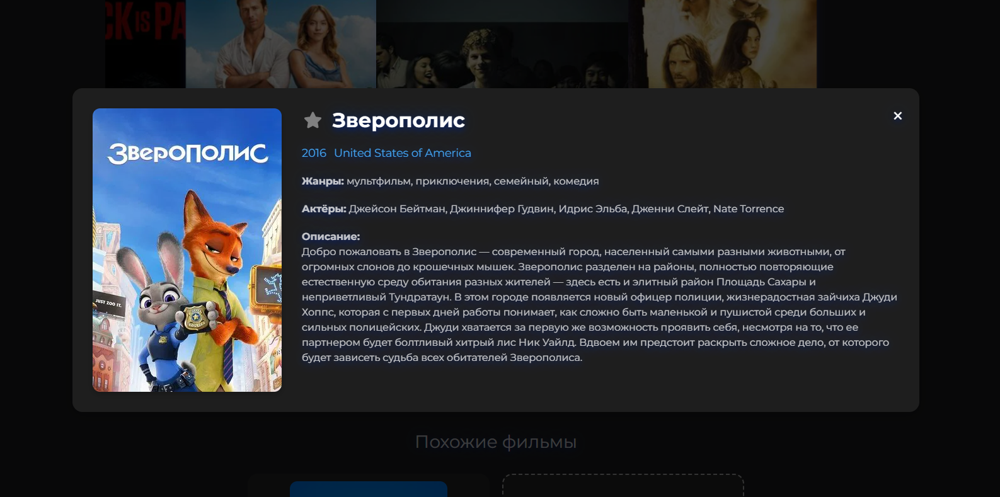 CK IS PA
Зверополис
×
2016 United States of America
Жанры: мультфильм, приключения, семейный, комедия
Актёры: Джейсон Бейтман, Джиннифер Гудвин, Идрис Эльба, Дженни Слейт, Nate Torrence
Описание:
Добро пожаловать в Зверополис — современный город, населенный самыми разными животными, от
огромных слонов до крошечных мышек. Зверополис разделен на районы, полностью повторяющие
естественную среду обитания разных жителей — здесь есть и элитный район Площадь Сахары и
неприветливый Тундратаун. В этом городе появляется новый офицер полиции, жизнерадостная зайчиха Джуди
Хоппс, которая с первых дней работы понимает, как сложно быть маленькой и пушистой среди больших и
сильных полицейских. Джуди хватается за первую же возможность проявить себя, несмотря на то, что ее
партнером будет болтливый хитрый лис Ник Уайлд. Вдвоем им предстоит раскрыть сложное дело, от которого
будет зависеть судьба всех обитателей Зверополиса.
Зверополис
JUST ZOO IT.
POLICE
Похожие фильмы